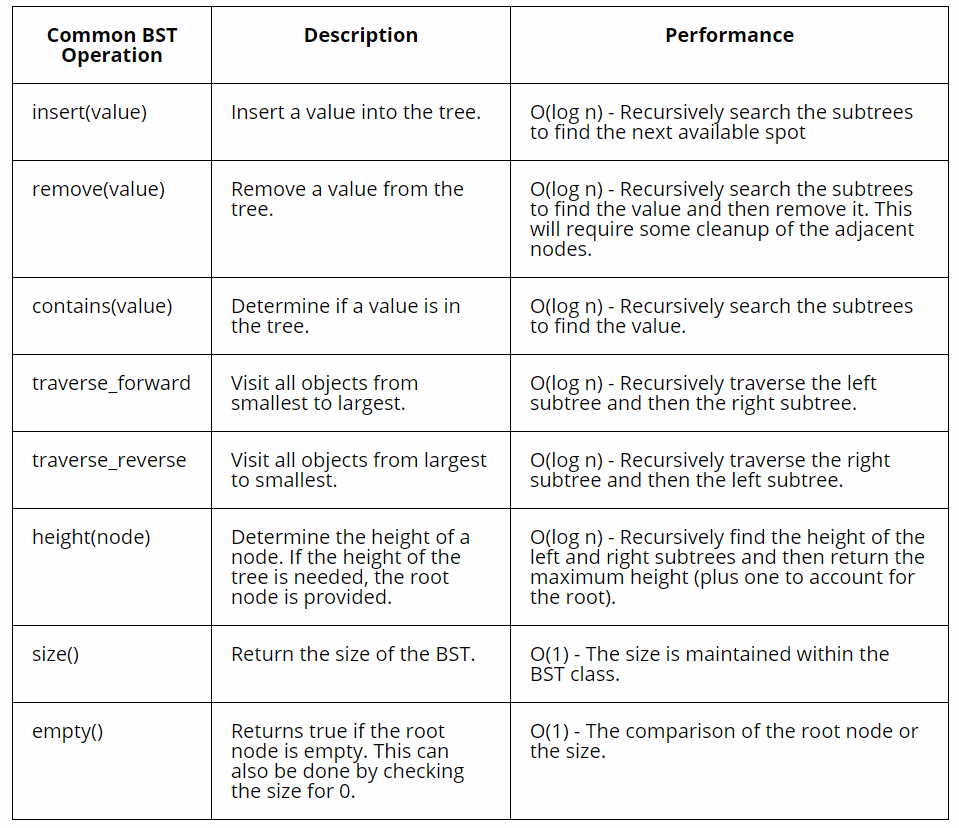 Common BST
Operation
Description
Performance
insert(value)
Insert a value into the tree.
O(log n) - Recursively search the subtrees
to find the next available spot
remove(value)
Remove a value from the
tree.
O(log n) - Recursively search the subtrees
to find the value and then remove it. This
will require some cleanup of the adjacent
nodes.
contains(value)
Determine if a value is in
the tree.
O(log n) - Recursively search the subtrees
to find the value.
traverse_forward
Visit all objects from
smallest to largest.
O(log n) - Recursively traverse the left
subtree and then the right subtree.
traverse_reverse
Visit all objects from largest
to smallest.
O(log n) - Recursively traverse the right
subtree and then the left subtree.
height(node)
Determine the height of a
node. If the height of the
tree is needed, the root
node is provided.
O(log n) - Recursively find the height of the
left and right subtrees and then return the
maximum height (plus one to account for
the root).
size()
Return the size of the BST.
O(1) - The size is maintained within the
BST class.
empty()
Returns true if the root
node is empty. This can
also be done by checking
the size for 0.
O(1) - The comparison of the root node or
the size.